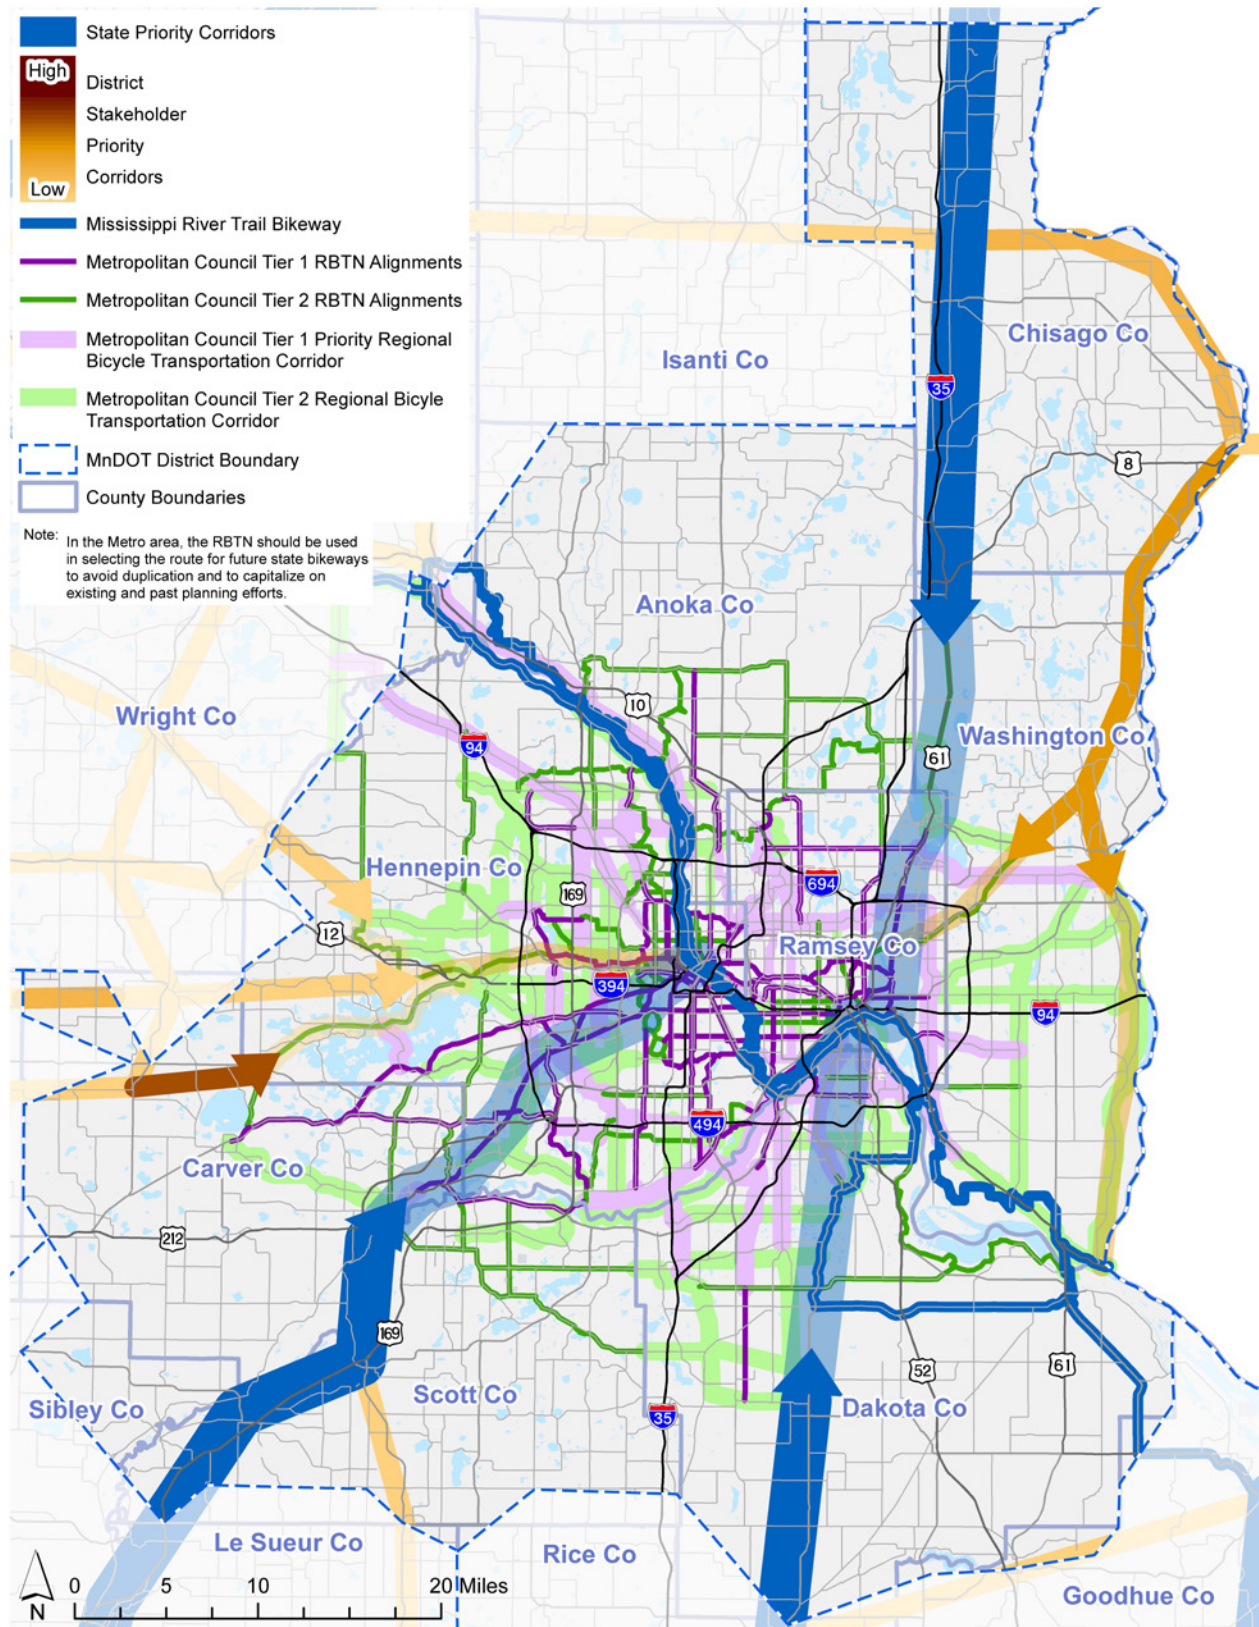 State Priority Corridors
High
District
Stakeholder
Priority
Corridors
Low
Mississippi River Trail Bikeway
Metropolitan Council Tier 1 RBTN Alignments
Metropolitan Council Tier 2 RBTN Alignments
Metropolitan Council Tier 1 Priority Regional
Bicycle Transportation Corridor
Metropolitan Council Tier 2 Regional Bicyle
Transportation Corridor
MnDOT District Boundary
County Boundaries
Note: In the Metro area, the RBTN should be used
in selecting the route for future state bikeways
to avoid duplication and to capitalize on
existing and past planning efforts.
Chisago Co
Isanti Co
35
8
Anoka Co
10
Wright Co
94
Washington Co
61
Hennepin Co
169
694
12
Ramsey Co
394
94
494
Carver Co
212
169
Scott Co
Sibley Co
52
61
35
Dakota Co
Le Sueur Co
Rice Co
Goodhue Co
N
0 5 10 20 Miles